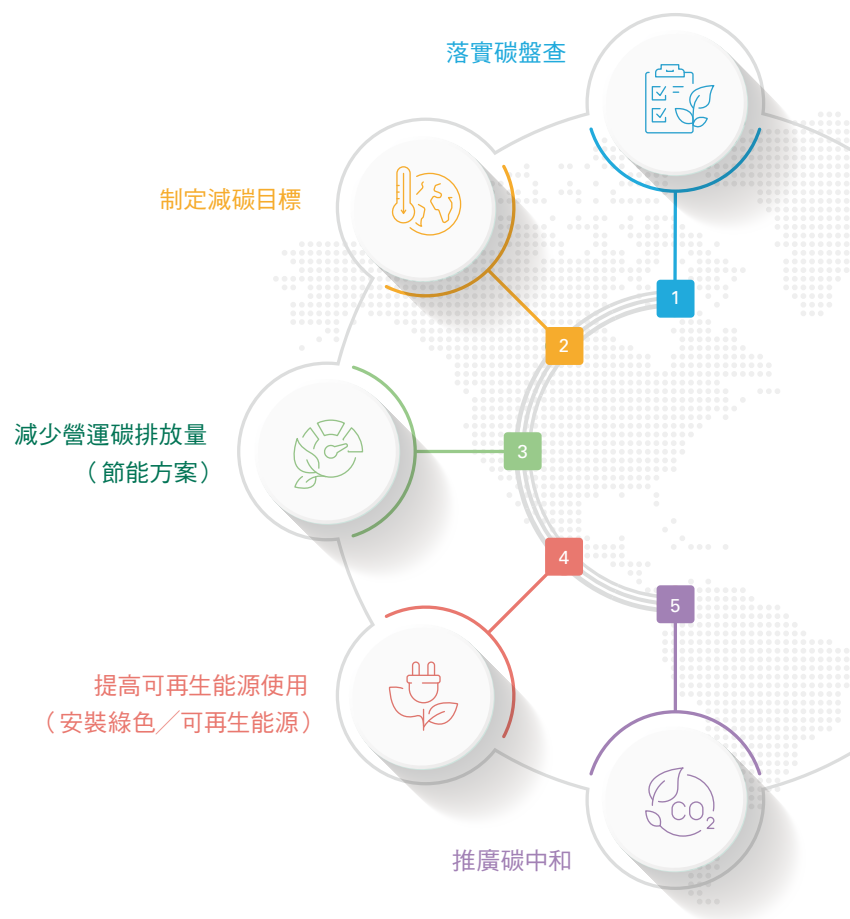 落實碳盤查
1
制定減碳目標
2
減少營運碳排放量
（節能方案）
3
提高可再生能源使用
（安裝綠色／可再生能源）
4
推廣碳中和
5
CO₂